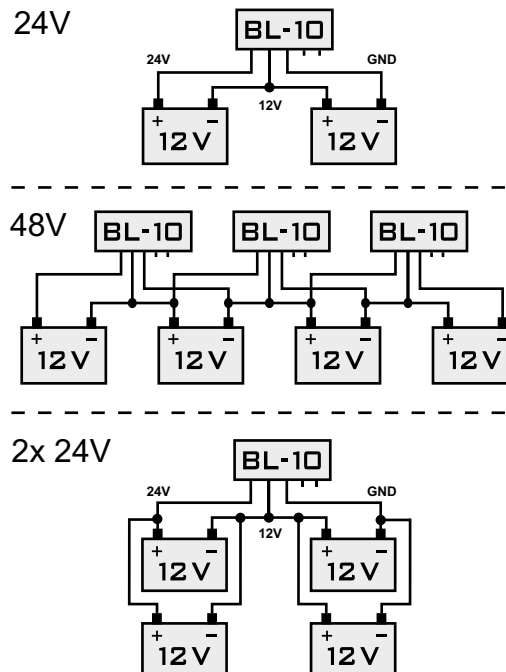 24V
BL-10
24V GND
12V
+ − + −
12V 12V
48V
BL-10 BL-10 BL-10
+ − + − + − + −
12V 12V 12V 12V
2x 24V
BL-10
24V GND
12V
+ − + −
12V 12V
+ − + −
12V 12V